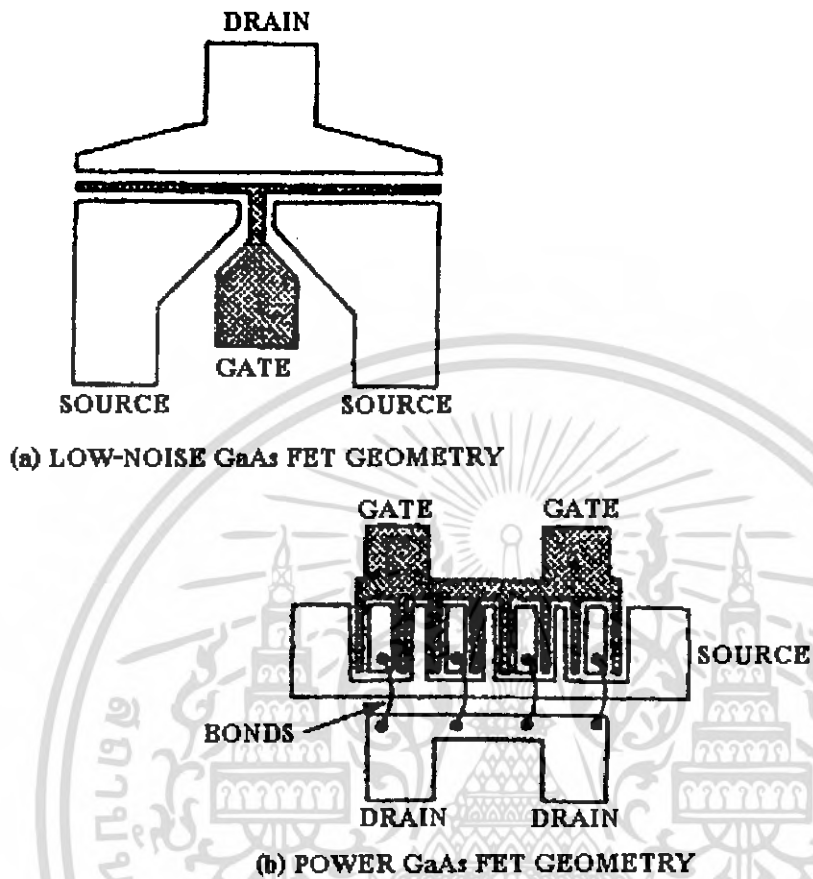 DRAIN
GATE
SOURCE SOURCE
(a) LOW-NOISE GaAs FET GEOMETRY
GATE GATE
SOURCE
BONDS
DRAIN DRAIN
(b) POWER GaAs FET GEOMETRY